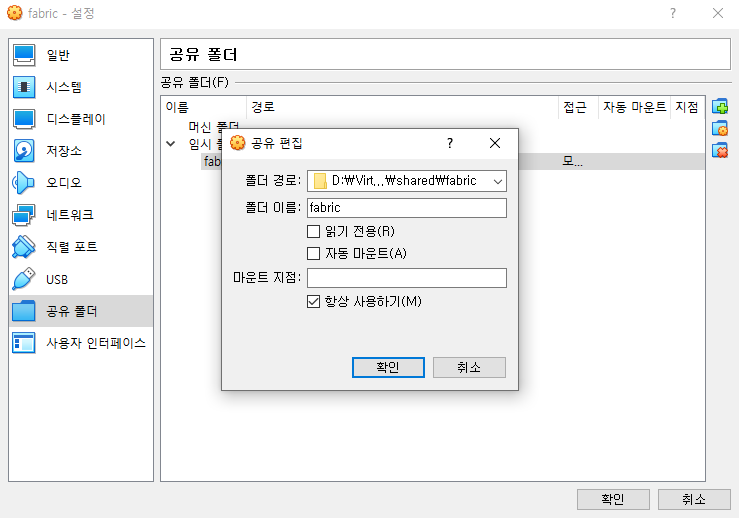 fabric - 설정
일반
시스템
디스플레이
저장소
오디오
네트워크
직렬 포트
USB
공유 폴더
사용자 인터페이스
공유 폴더
공유 폴더(F)
이름 경로 접근 자동 마운트 지점
머신 폴더
임시
fab 모...
공유 편집
폴더 경로: D:\Virt...\shared\fabric
폴더 이름: fabric
읽기 전용(R)
자동 마운트(A)
마운트 지점:
항상 사용하기(M)
확인 취소
확인 취소